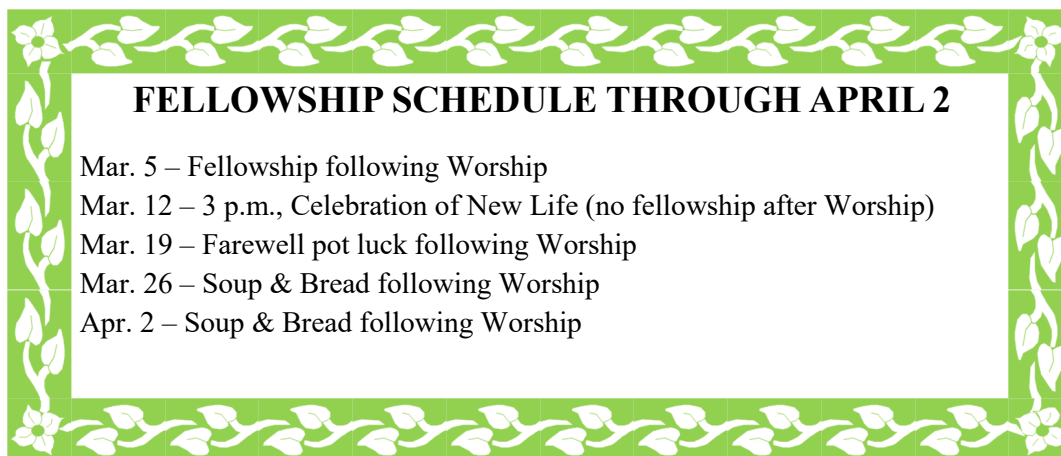 FELLOWSHIP SCHEDULE THROUGH APRIL 2
Mar. 5 – Fellowship following Worship
Mar. 12 – 3 p.m., Celebration of New Life (no fellowship after Worship)
Mar. 19 – Farewell pot luck following Worship
Mar. 26 – Soup & Bread following Worship
Apr. 2 – Soup & Bread following Worship